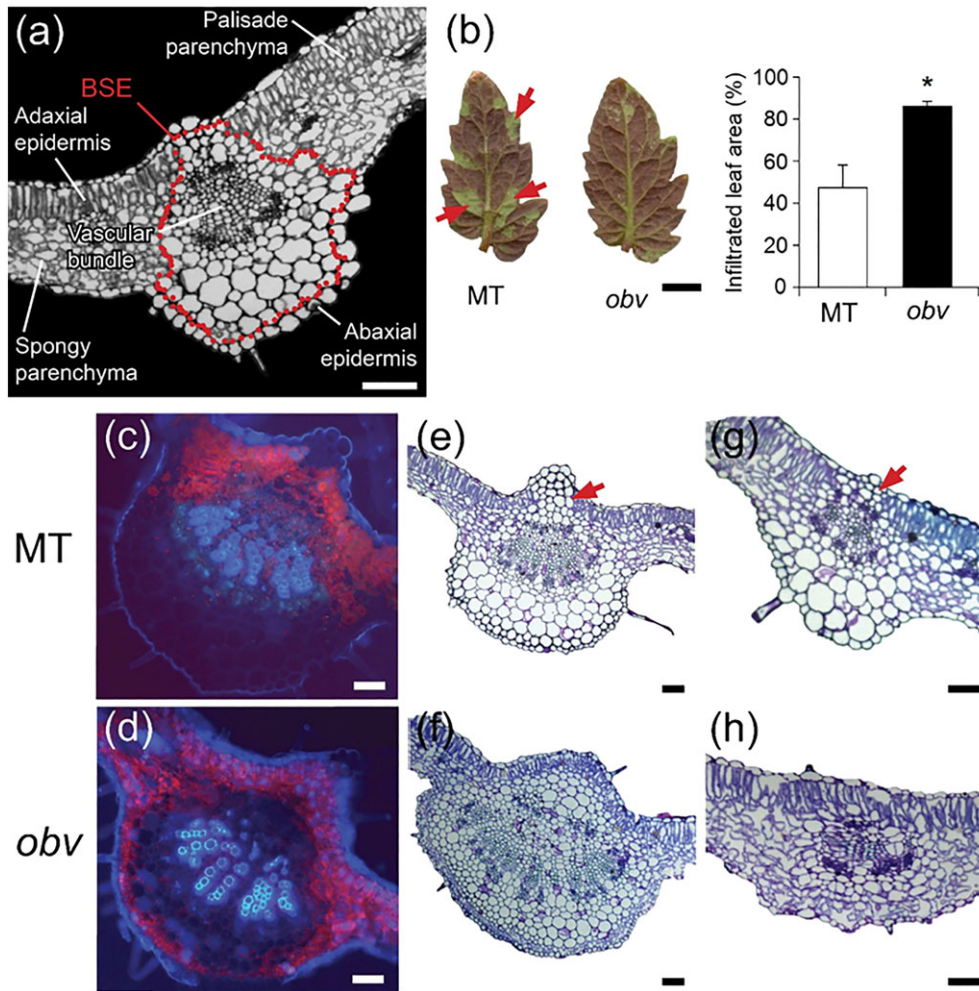 (a)
Palisade
parenchyma
BSE
Adaxial
epidermis
Vascular
bundle
Spongy
parenchyma
Abaxial
epidermis
(b)
MT
obv
Infiltrated leaf area (%)
100
80
60
40
20
0
*
MT
obv
(c)
(e)
(g)
MT
(d)
(f)
(h)
obv